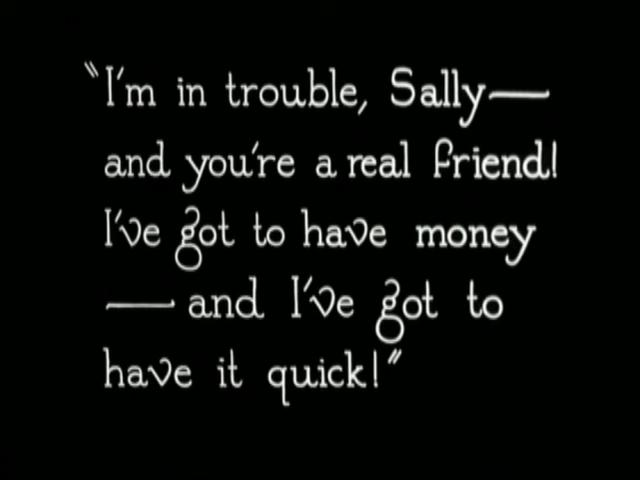 "I'm in trouble, Sally—
and you're a real friend!
I've got to have money
— and I've got to
have it quick!"